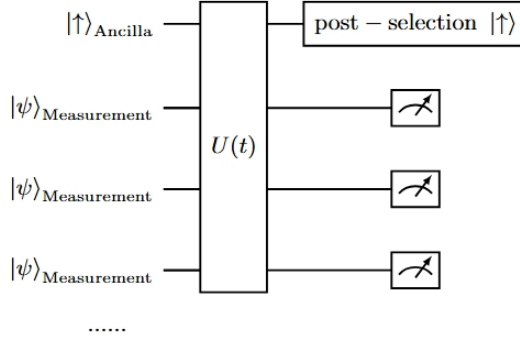 |↑⟩Ancilla post − selection |↑⟩
|ψ⟩Measurement
U(t)
|ψ⟩Measurement
|ψ⟩Measurement
......